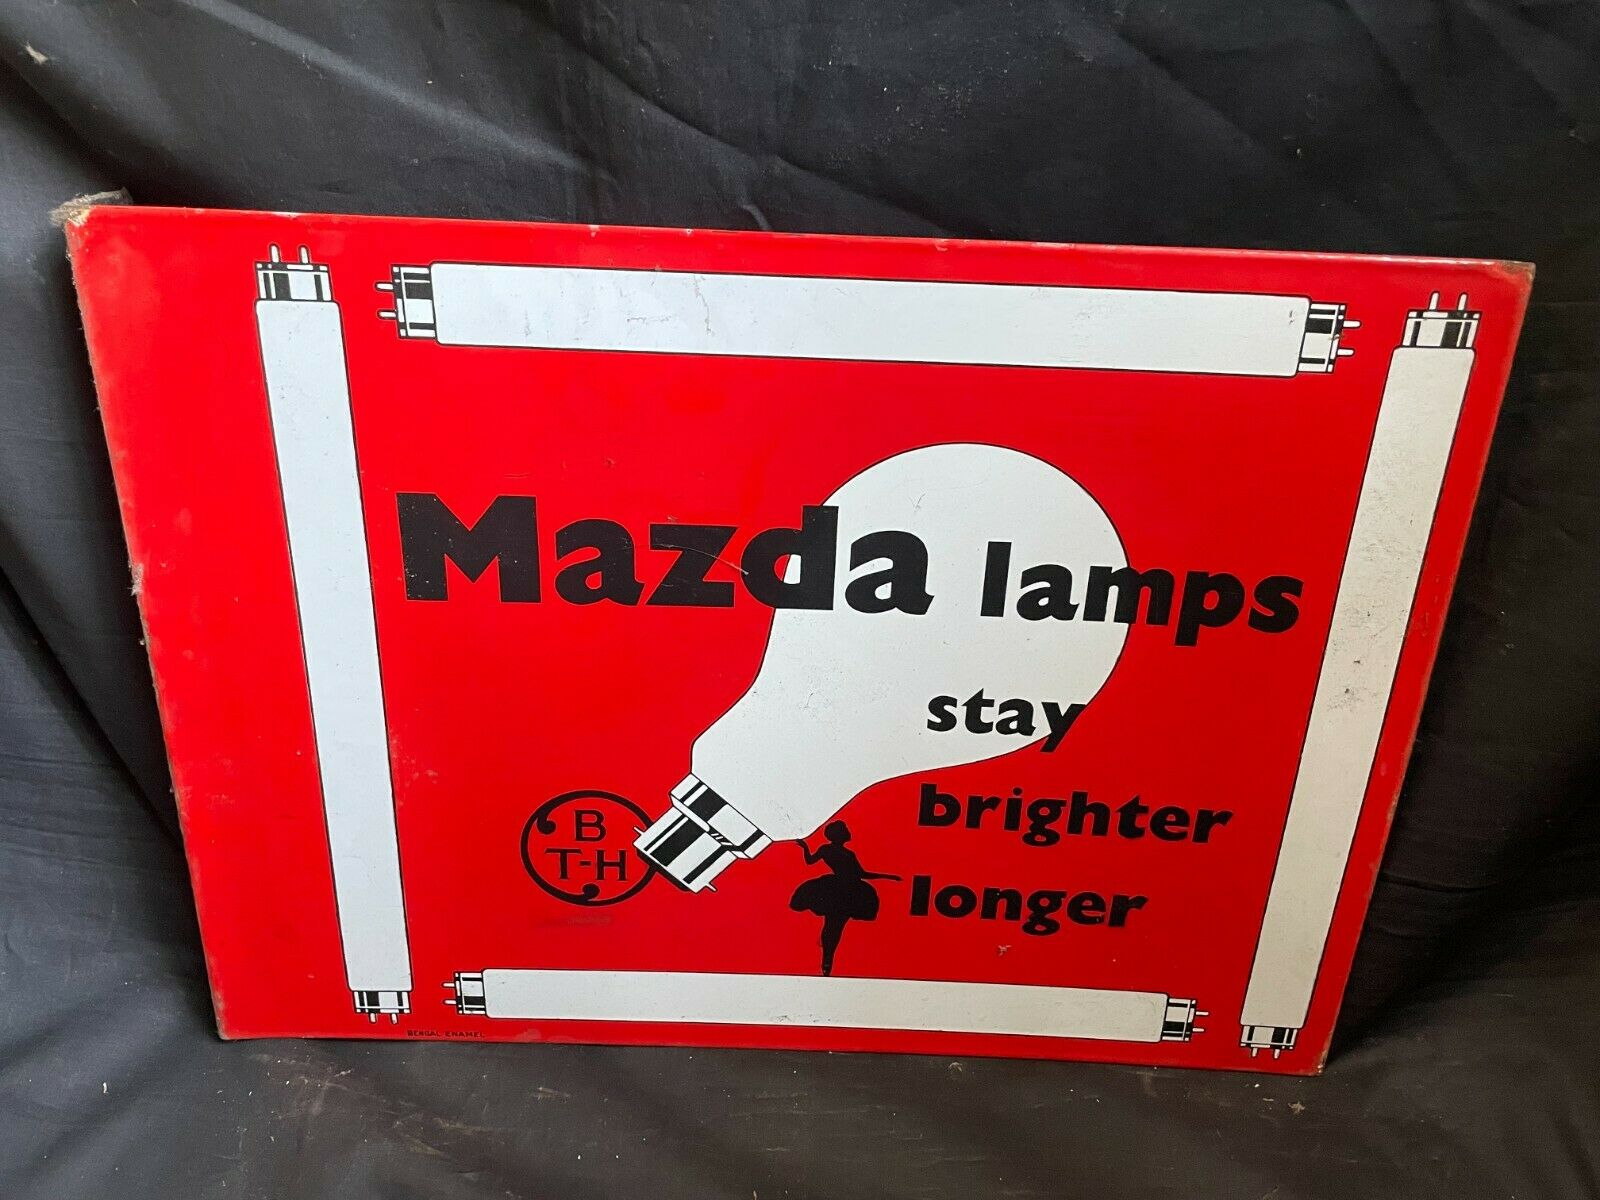 Mazda lamps
stay
brighter
longer
B
T-H
BENGAL ENAMEL